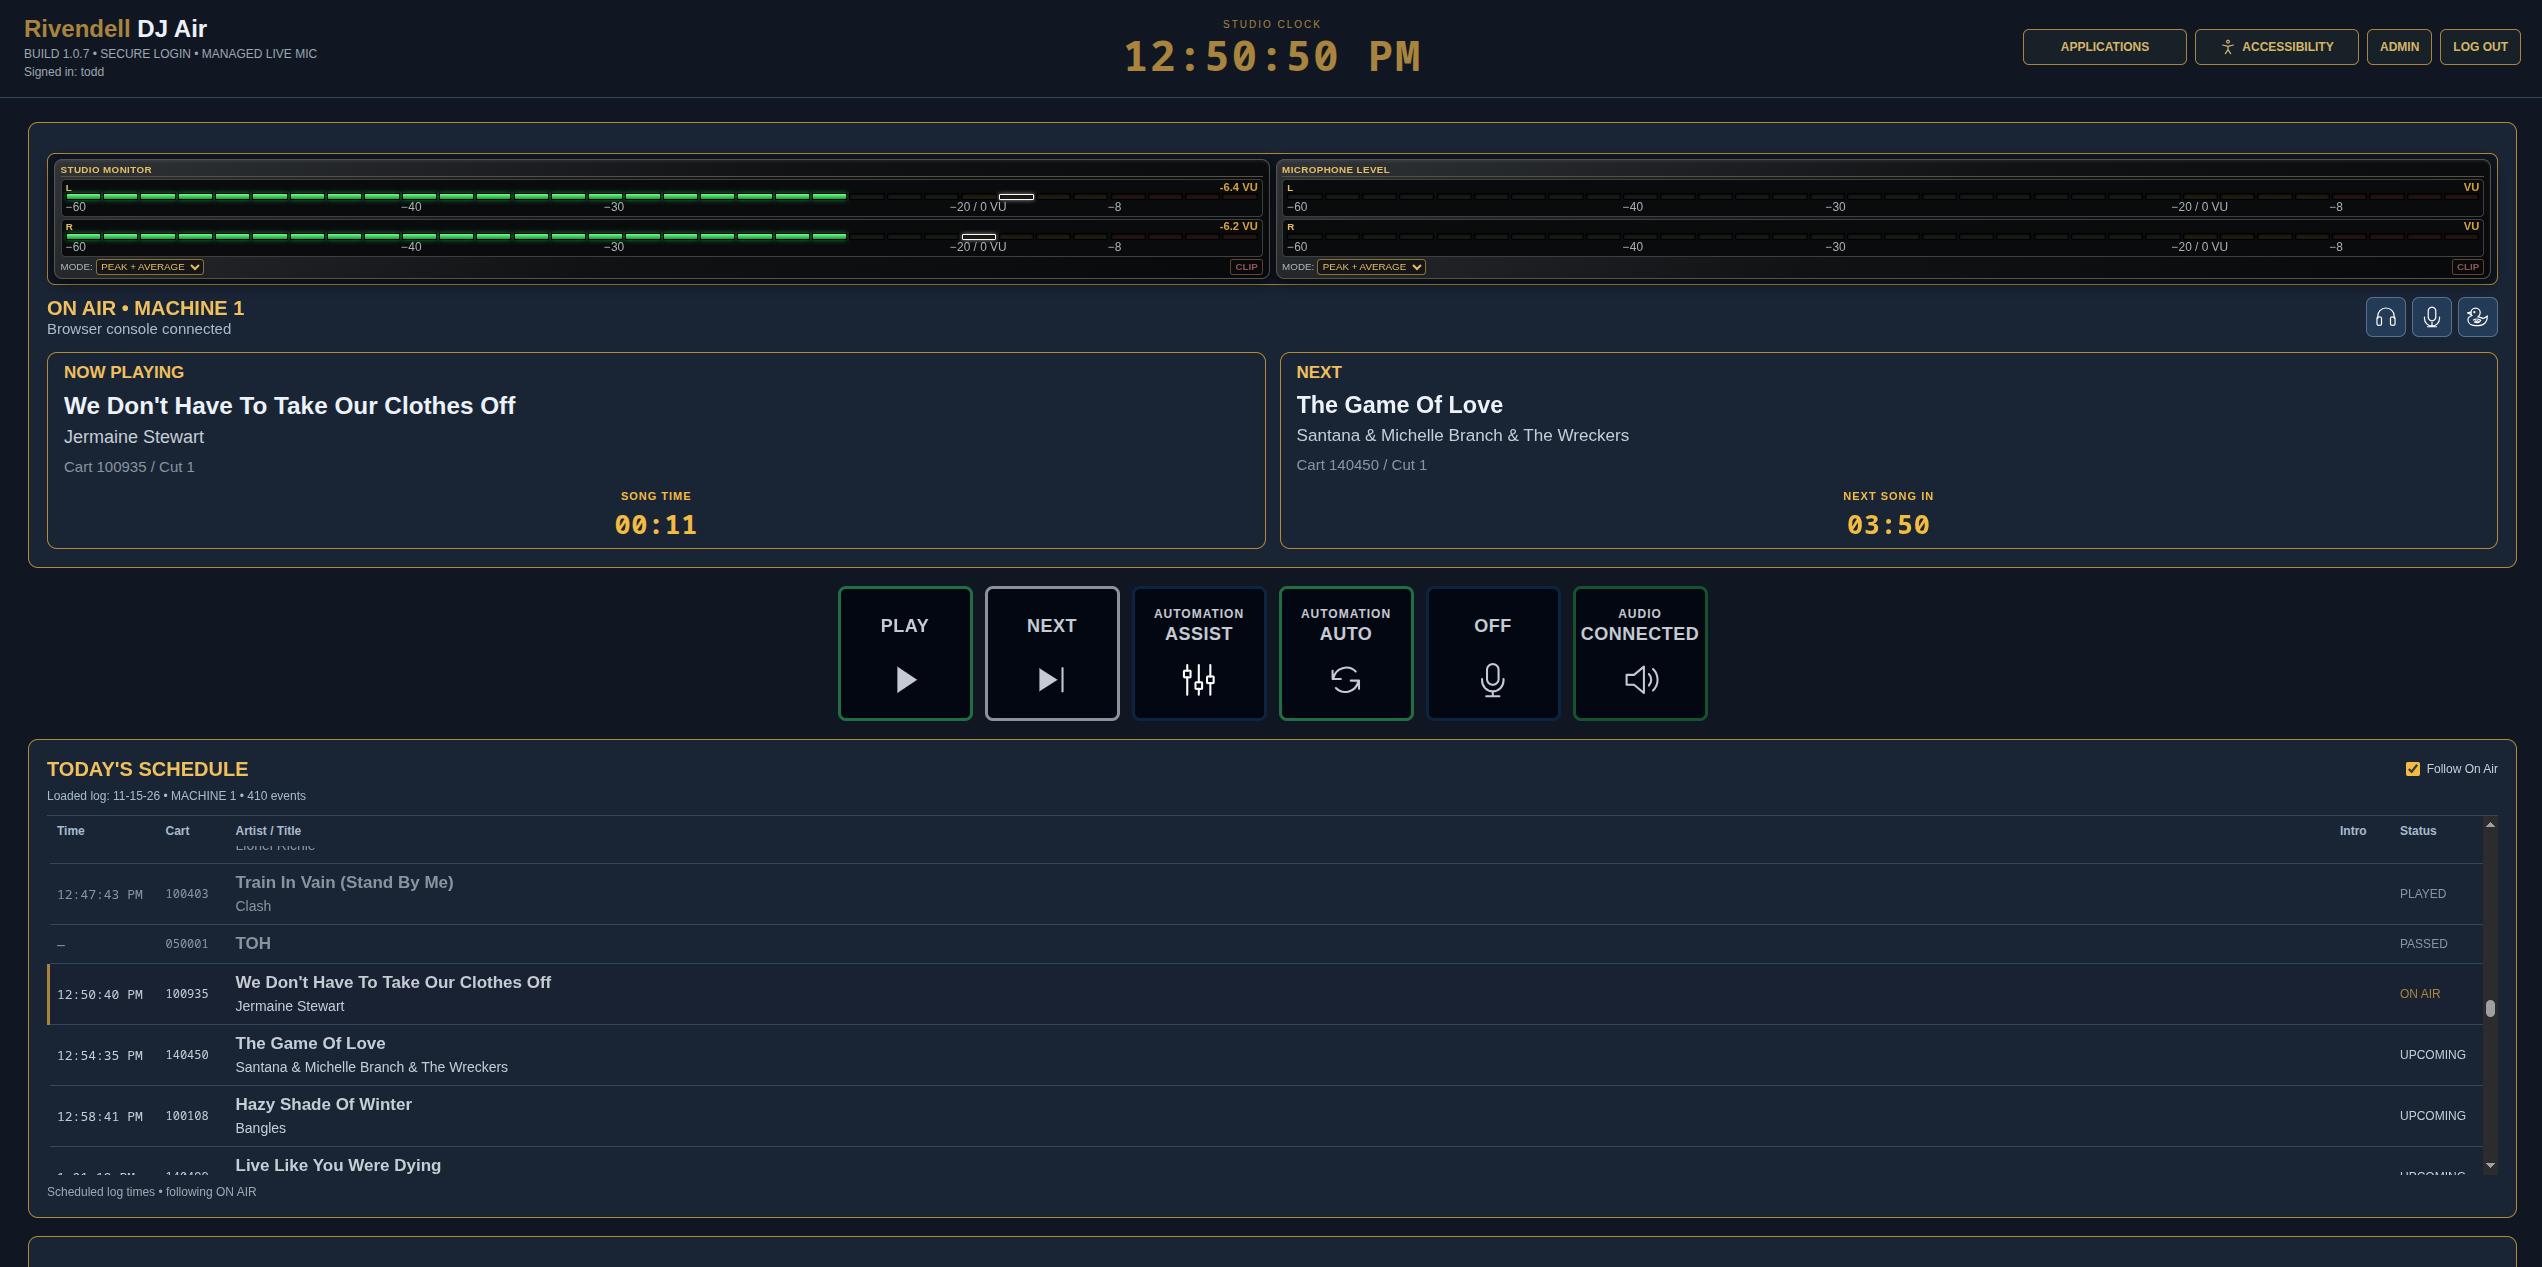 Rivendell DJ Air
BUILD 1.0.7 • SECURE LOGIN • MANAGED LIVE MIC
Signed in: todd
STUDIO CLOCK
12:50:50 PM
APPLICATIONS
ACCESSIBILITY
ADMIN
LOG OUT
STUDIO MONITOR
L
-6.4 VU
−60 −40 −30 −20 / 0 VU −8
R
-6.2 VU
−60 −40 −30 −20 / 0 VU −8
MODE: PEAK + AVERAGE
CLIP
MICROPHONE LEVEL
L
VU
−60 −40 −30 −20 / 0 VU −8
R
VU
−60 −40 −30 −20 / 0 VU −8
MODE: PEAK + AVERAGE
CLIP
ON AIR • MACHINE 1
Browser console connected
NOW PLAYING
We Don't Have To Take Our Clothes Off
Jermaine Stewart
Cart 100935 / Cut 1
SONG TIME
00:11
NEXT
The Game Of Love
Santana & Michelle Branch & The Wreckers
Cart 140450 / Cut 1
NEXT SONG IN
03:50
PLAY
NEXT
AUTOMATION
ASSIST
AUTOMATION
AUTO
OFF
AUDIO
CONNECTED
TODAY'S SCHEDULE
Follow On Air
Loaded log: 11-15-26 • MACHINE 1 • 410 events
Time Cart Artist / Title Intro Status
Lionel Richie
12:47:43 PM 100403 Train In Vain (Stand By Me) PLAYED
Clash
– 050001 TOH PASSED
12:50:40 PM 100935 We Don't Have To Take Our Clothes Off ON AIR
Jermaine Stewart
12:54:35 PM 140450 The Game Of Love UPCOMING
Santana & Michelle Branch & The Wreckers
12:58:41 PM 100108 Hazy Shade Of Winter UPCOMING
Bangles
Live Like You Were Dying
UPCOMING
Scheduled log times • following ON AIR